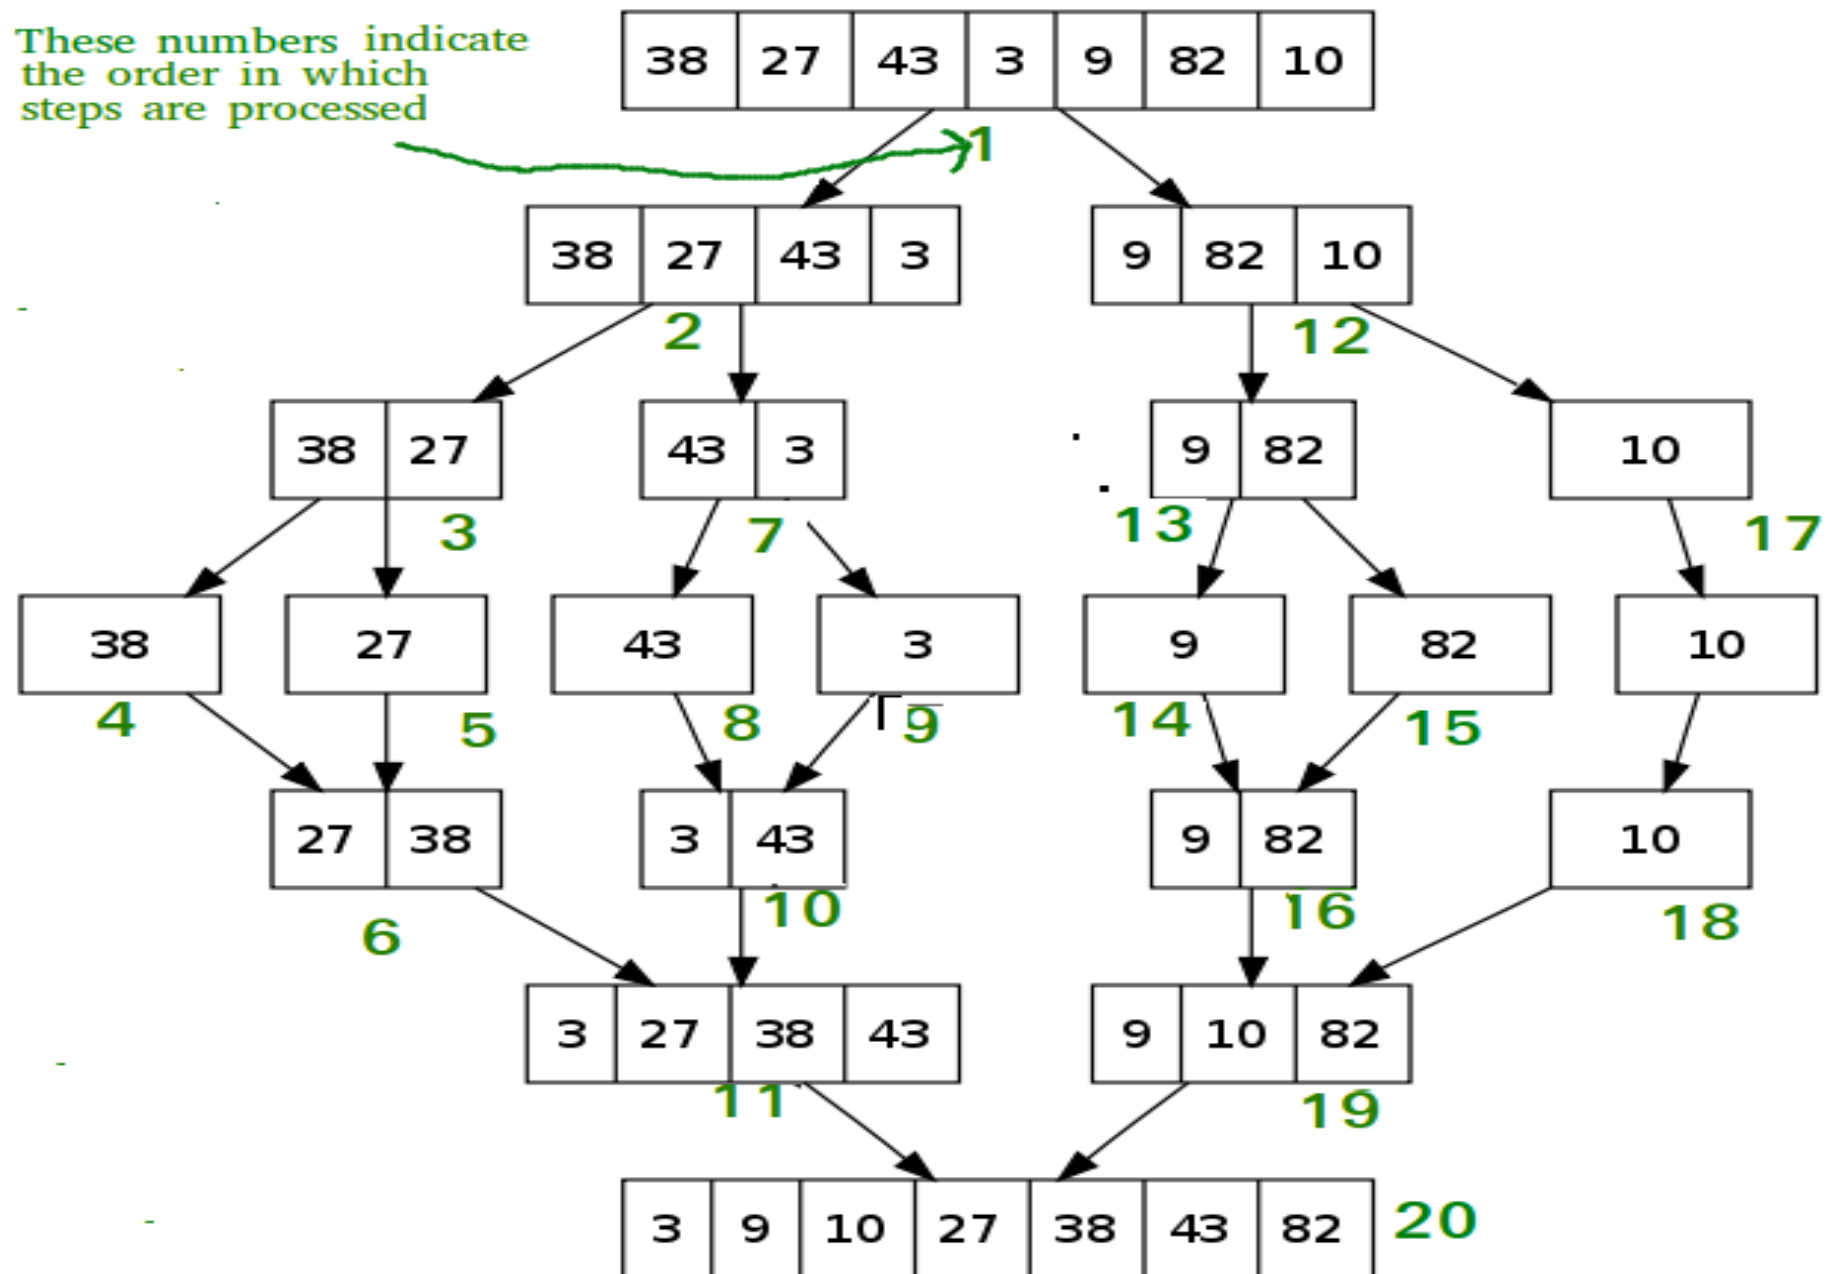 These numbers indicate
the order in which
steps are processed
38 27 43 3 9 82 10
1
38 27 43 3 9 82 10
2 12
38 27 43 3 9 82 10
3 7 13 17
38 27 43 3 9 82 10
4 5 8 9 14 15
27 38 3 43 9 82 10
6 10 16 18
3 27 38 43 9 10 82
11 19
3 9 10 27 38 43 82 20